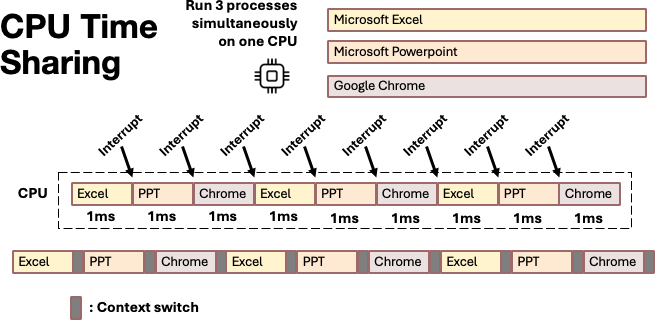 CPU Time
Sharing
Run 3 processes
simultaneously
on one CPU
Microsoft Excel
Microsoft Powerpoint
Google Chrome
Interrupt Interrupt Interrupt Interrupt Interrupt Interrupt Interrupt Interrupt
CPU
Excel PPT Chrome Excel PPT Chrome Excel PPT Chrome
1ms 1ms 1ms 1ms 1ms 1ms 1ms 1ms 1ms
Excel PPT Chrome Excel PPT Chrome Excel PPT Chrome
: Context switch